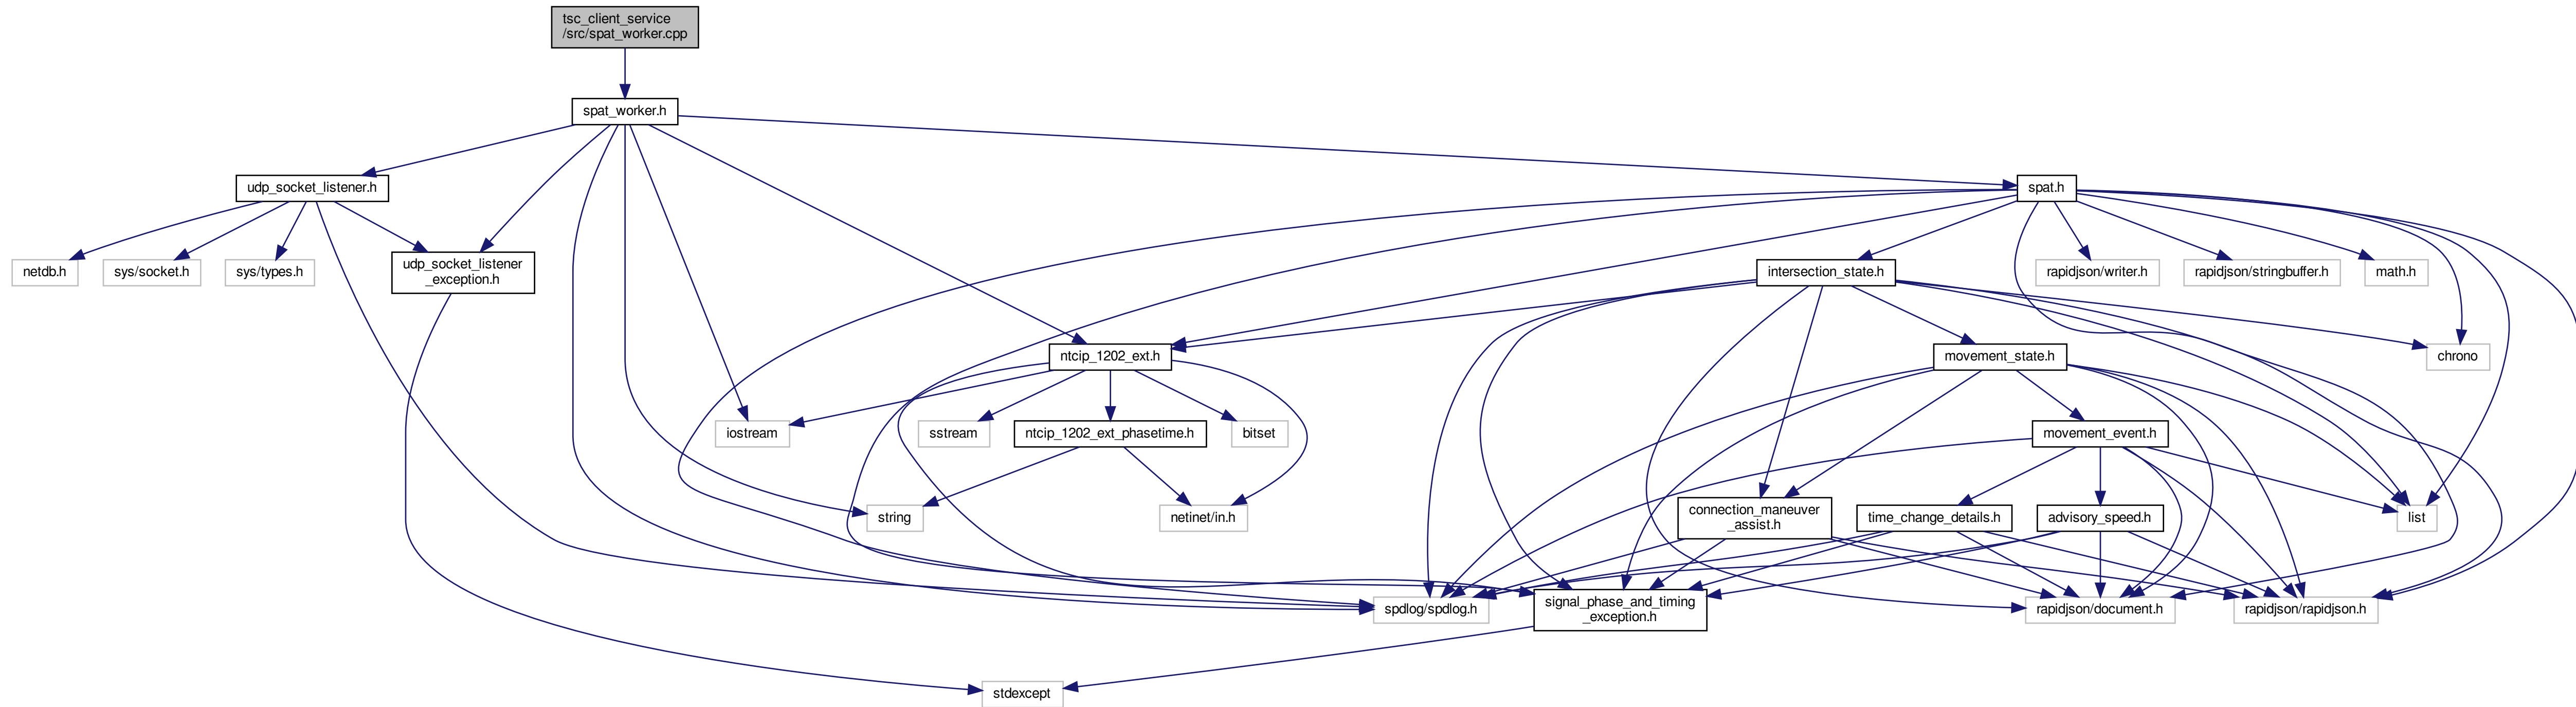 tsc_client_service
/src/spat_worker.cpp
spat_worker.h
udp_socket_listener.h
spat.h
netdb.h
sys/socket.h
sys/types.h
udp_socket_listener
_exception.h
intersection_state.h
rapidjson/writer.h
rapidjson/stringbuffer.h
math.h
ntcip_1202_ext.h
movement_state.h
chrono
iostream
sstream
ntcip_1202_ext_phasetime.h
bitset
movement_event.h
string
netinet/in.h
connection_maneuver
_assist.h
time_change_details.h
advisory_speed.h
list
spdlog/spdlog.h
signal_phase_and_timing
_exception.h
rapidjson/document.h
rapidjson/rapidjson.h
stdexcept